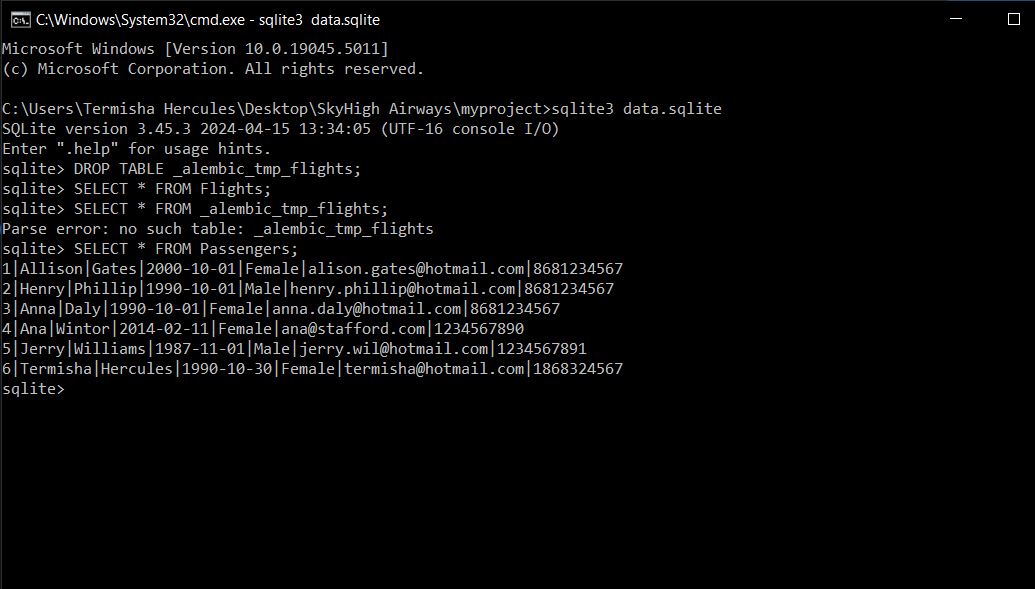 C:\Windows\System32\cmd.exe - sqlite3  data.sqlite
Microsoft Windows [Version 10.0.19045.5011]
(c) Microsoft Corporation. All rights reserved.
C:\Users\Termisha Hercules\Desktop\SkyHigh Airways\myproject>sqlite3 data.sqlite
SQLite version 3.45.3 2024-04-15 13:34:05 (UTF-16 console I/O)
Enter ".help" for usage hints.
sqlite> DROP TABLE _alembic_tmp_flights;
sqlite> SELECT * FROM Flights;
sqlite> SELECT * FROM _alembic_tmp_flights;
Parse error: no such table: _alembic_tmp_flights
sqlite> SELECT * FROM Passengers;
1|Allison|Gates|2000-10-01|Female|alison.gates@hotmail.com|8681234567
2|Henry|Phillip|1990-10-01|Male|henry.phillip@hotmail.com|8681234567
3|Anna|Daly|1990-10-01|Female|anna.daly@hotmail.com|8681234567
4|Ana|Wintor|2014-02-11|Female|ana@stafford.com|1234567890
5|Jerry|Williams|1987-11-01|Male|jerry.wil@hotmail.com|1234567891
6|Termisha|Hercules|1990-10-30|Female|termisha@hotmail.com|1868324567
sqlite>